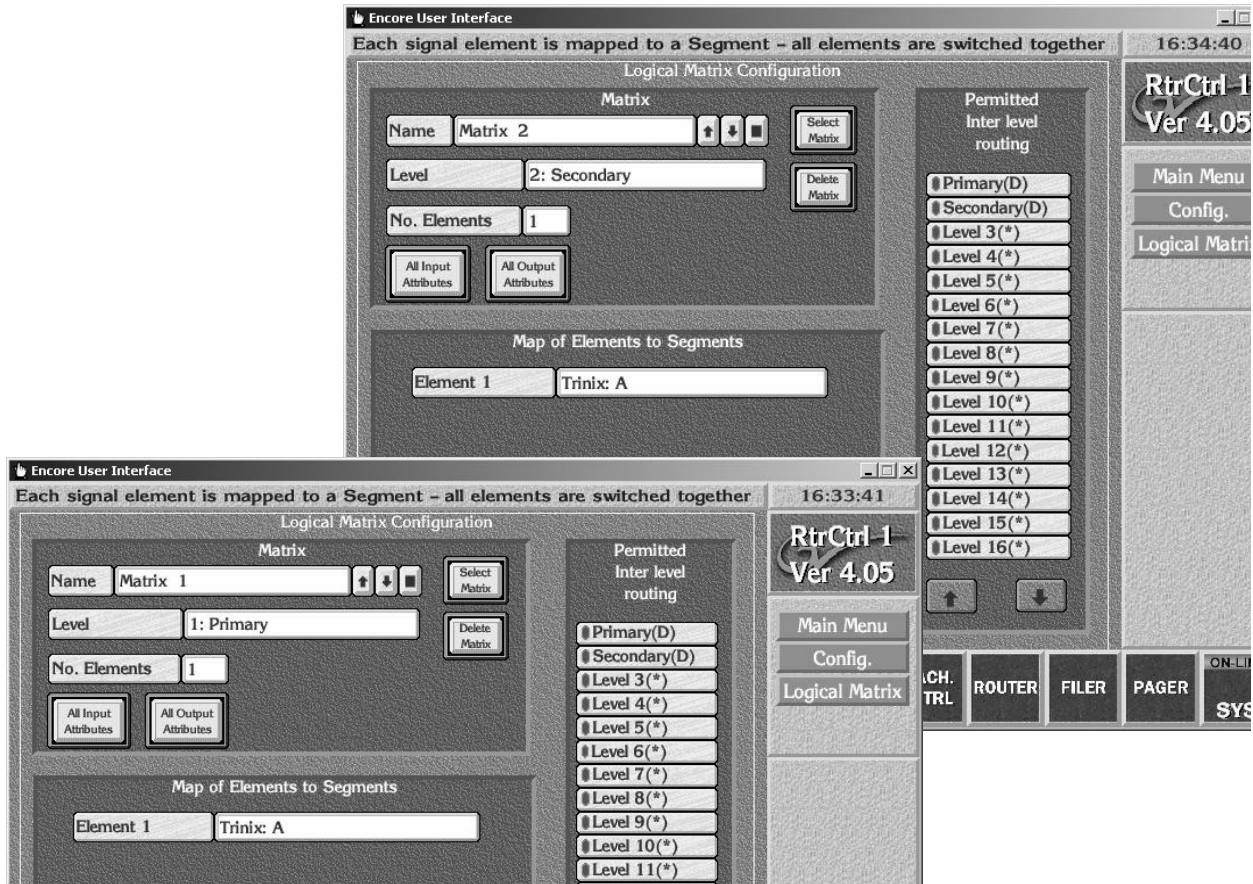 Encore User Interface
Each signal element is mapped to a Segment – all elements are switched together
16:34:40
Logical Matrix Configuration
Matrix
Name Matrix 2
Select Matrix
Level 2: Secondary
Delete Matrix
No. Elements 1
All Input Attributes
All Output Attributes
Map of Elements to Segments
Element 1 Trinix: A
Permitted
Inter level
routing
Primary(D)
Secondary(D)
Level 3(*)
Level 4(*)
Level 5(*)
Level 6(*)
Level 7(*)
Level 8(*)
Level 9(*)
Level 10(*)
Level 11(*)
Level 12(*)
Level 13(*)
Level 14(*)
Level 15(*)
Level 16(*)
RtrCtrl 1
Ver 4.05
Main Menu
Config.
Logical Matrix
ACH.
TRL
ROUTER
FILER
PAGER
ON-LIN
SYS
Encore User Interface
Each signal element is mapped to a Segment – all elements are switched together
16:33:41
Logical Matrix Configuration
Matrix
Name Matrix 1
Select Matrix
Level 1: Primary
Delete Matrix
No. Elements 1
All Input Attributes
All Output Attributes
Map of Elements to Segments
Element 1 Trinix: A
Permitted
Inter level
routing
Primary(D)
Secondary(D)
Level 3(*)
Level 4(*)
Level 5(*)
Level 6(*)
Level 7(*)
Level 8(*)
Level 9(*)
Level 10(*)
Level 11(*)
RtrCtrl 1
Ver 4.05
Main Menu
Config.
Logical Matrix